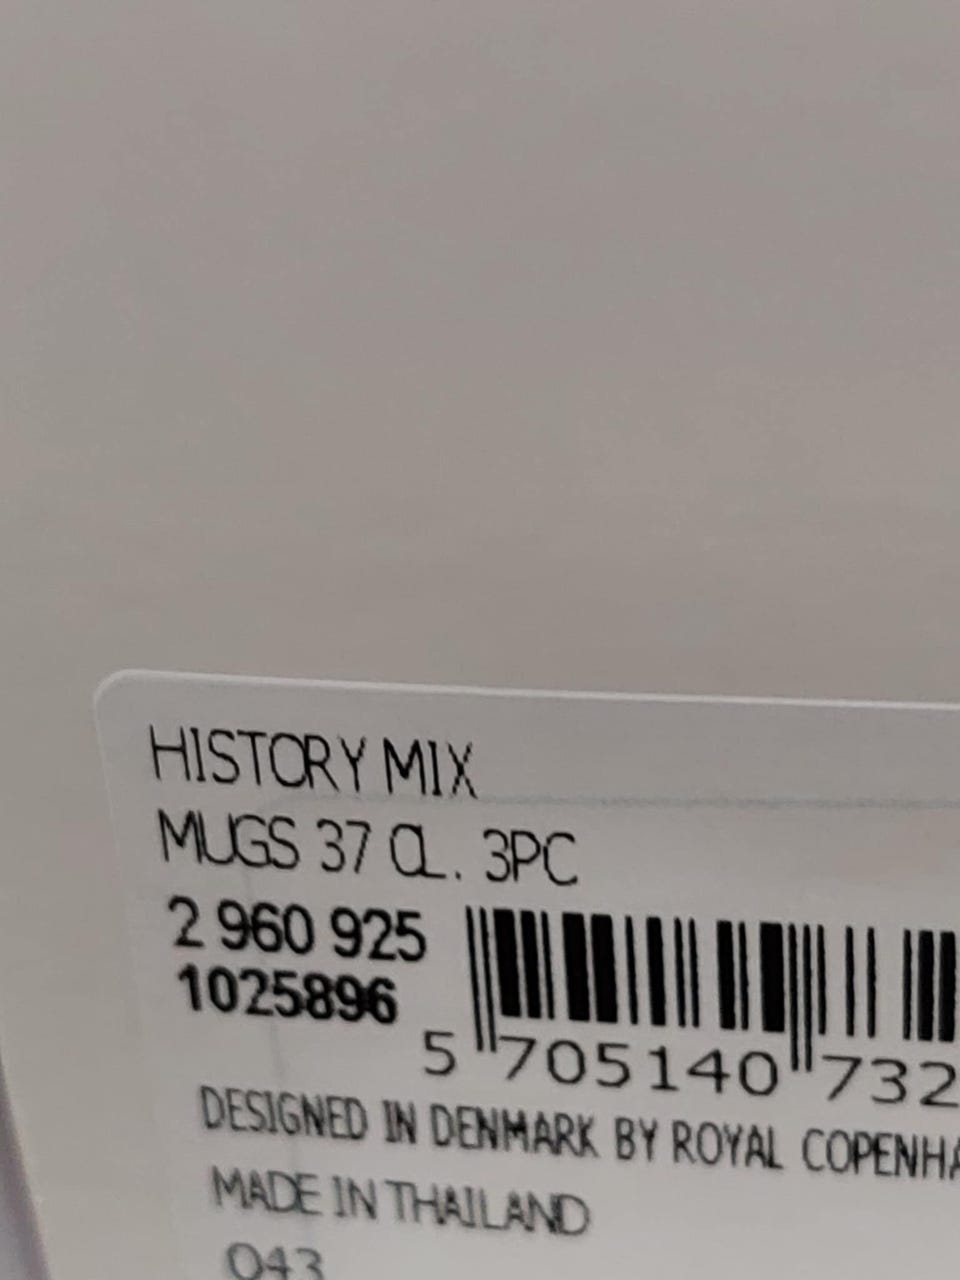 HISTORY MIX
MUGS 37 CL. 3PC
2 960 925
1025896
5 705140 732
DESIGNED IN DENMARK BY ROYAL COPENHA
MADE IN THAILAND
043